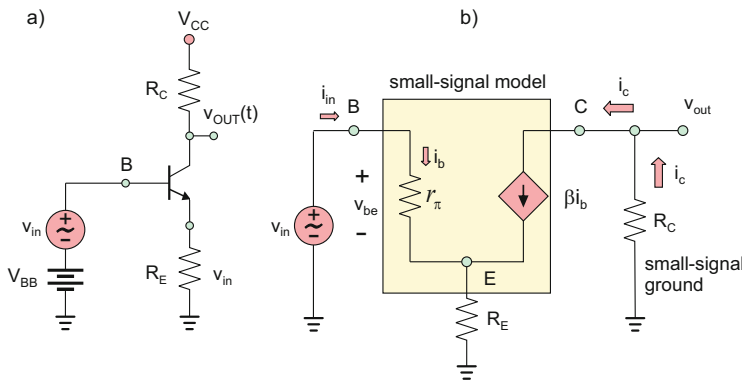 a)
V_CC
R_C
v_OUT(t)
B
v_in
V_BB
R_E
v_in
b)
small-signal model
i_in
B
i_b
+
v_be
-
r_π
v_in
βi_b
E
R_E
C
i_c
v_out
i_c
R_C
small-signal
ground